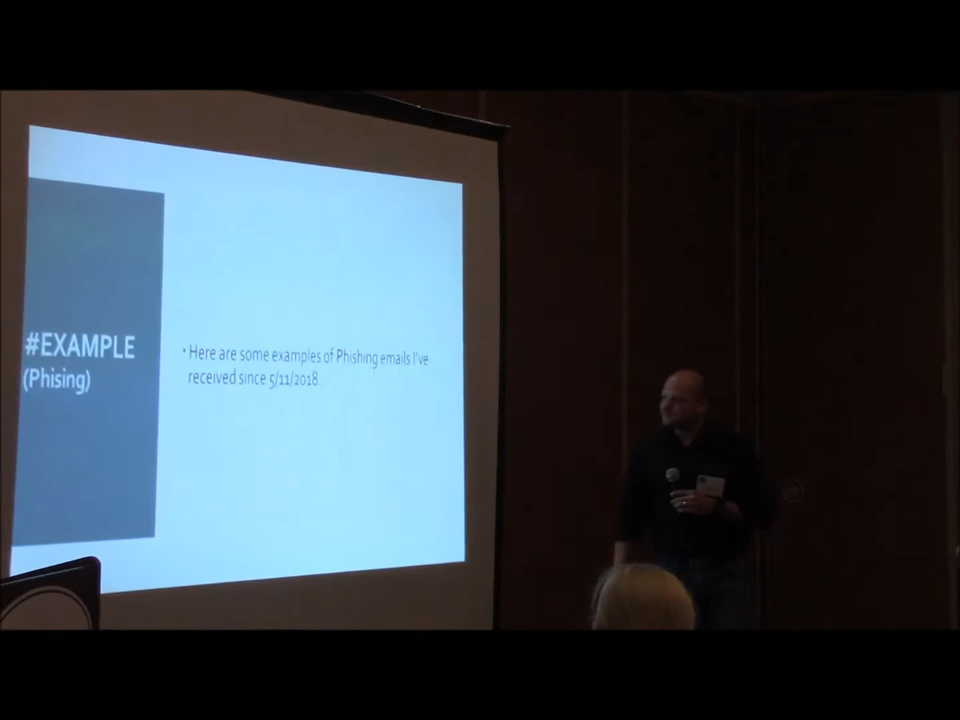 #EXAMPLE
(Phising)
• Here are some examples of Phishing emails I've
received since 5/11/2018.